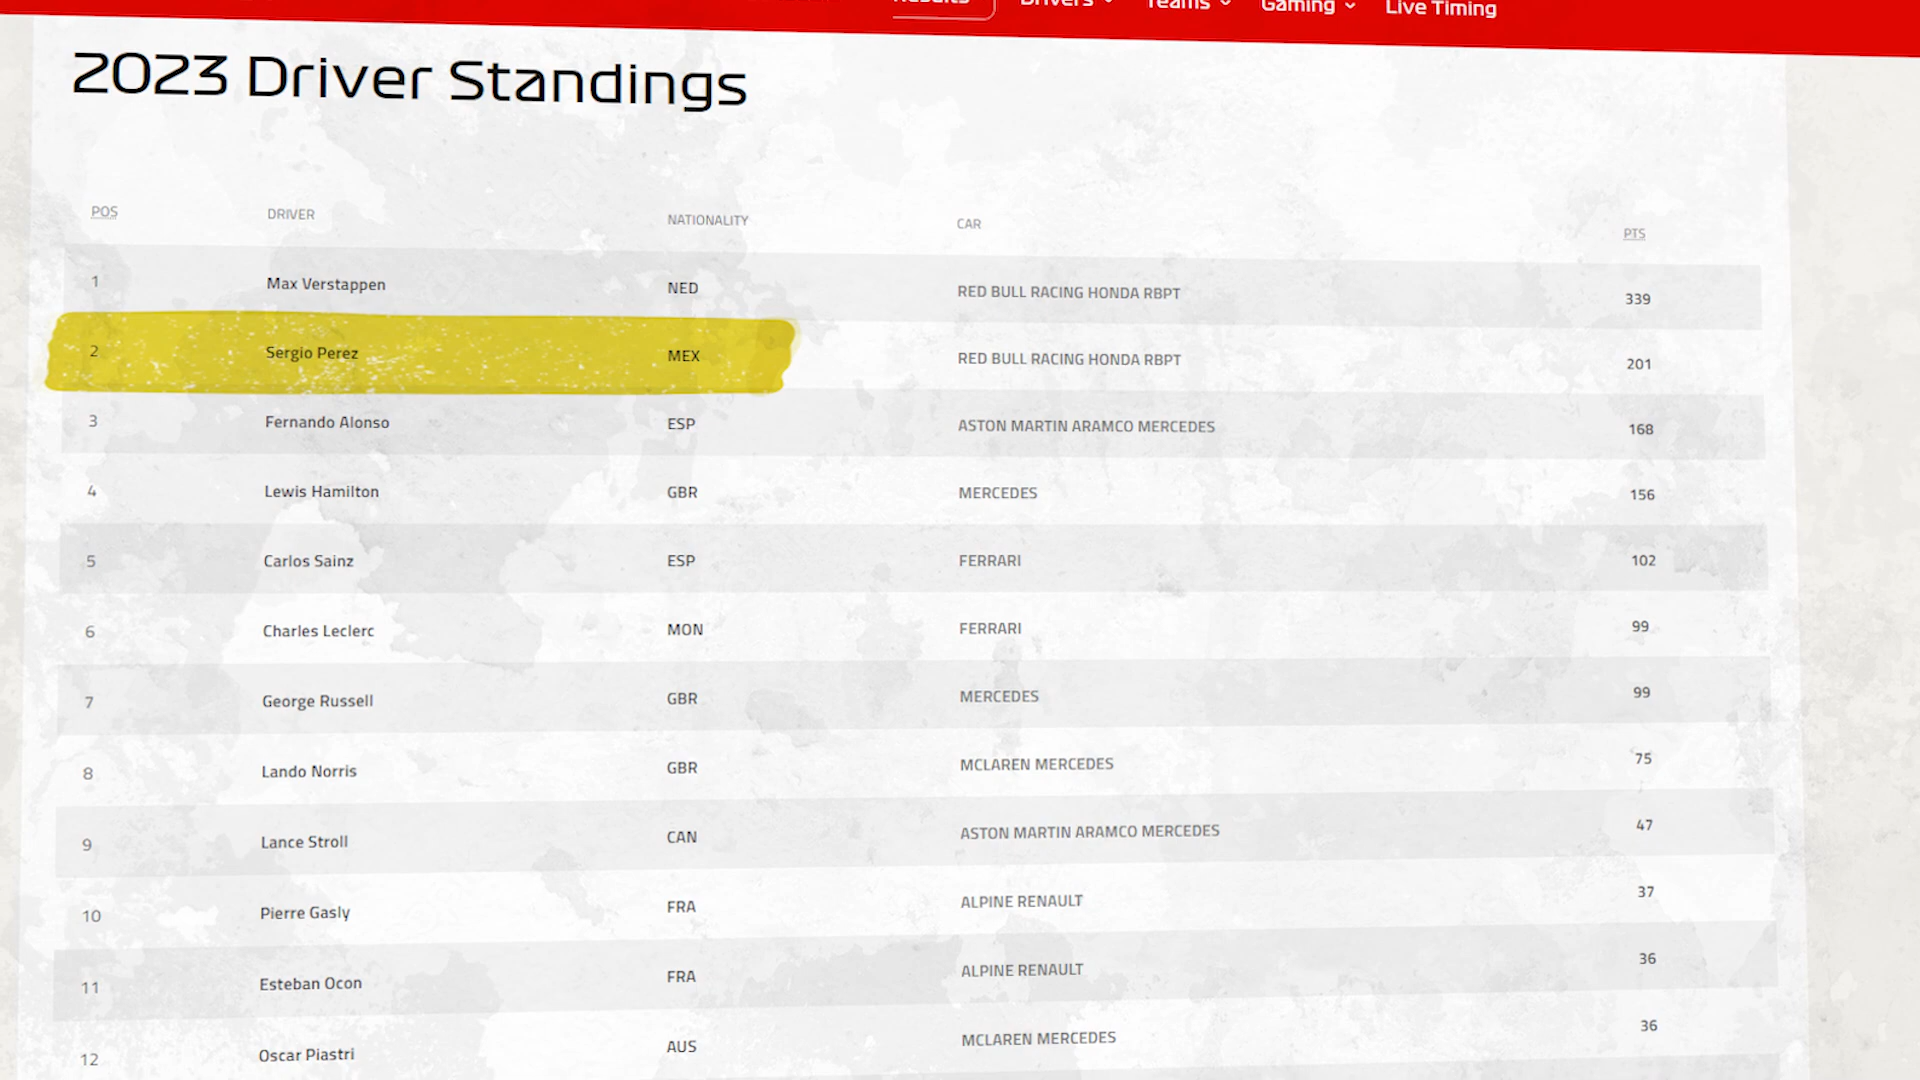 Results Drivers Teams Gaming Live Timing
2023 Driver Standings
POS DRIVER NATIONALITY CAR PTS
1 Max Verstappen NED RED BULL RACING HONDA RBPT 339
2 Sergio Perez MEX RED BULL RACING HONDA RBPT 201
3 Fernando Alonso ESP ASTON MARTIN ARAMCO MERCEDES 168
4 Lewis Hamilton GBR MERCEDES 156
5 Carlos Sainz ESP FERRARI 102
6 Charles Leclerc MON FERRARI 99
7 George Russell GBR MERCEDES 99
8 Lando Norris GBR MCLAREN MERCEDES 75
9 Lance Stroll CAN ASTON MARTIN ARAMCO MERCEDES 47
10 Pierre Gasly FRA ALPINE RENAULT 37
11 Esteban Ocon FRA ALPINE RENAULT 36
12 Oscar Piastri AUS MCLAREN MERCEDES 36